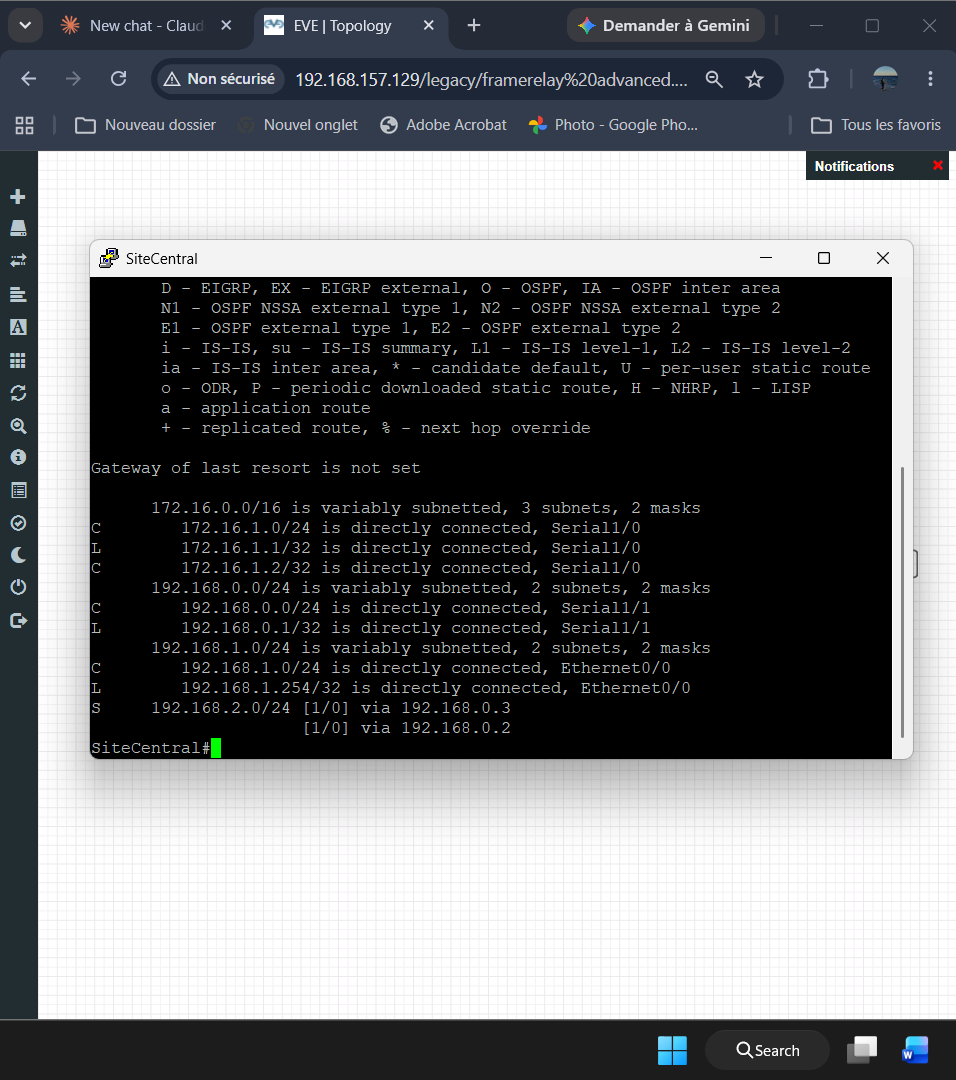 New chat - Claud
EVE | Topology
Demander à Gemini
Non sécurisé
192.168.157.129/legacy/framerelay%20advanced....
Nouveau dossier
Nouvel onglet
Adobe Acrobat
Photo - Google Pho...
Tous les favoris
Notifications
SiteCentral
D - EIGRP, EX - EIGRP external, O - OSPF, IA - OSPF inter area
N1 - OSPF NSSA external type 1, N2 - OSPF NSSA external type 2
E1 - OSPF external type 1, E2 - OSPF external type 2
i - IS-IS, su - IS-IS summary, L1 - IS-IS level-1, L2 - IS-IS level-2
ia - IS-IS inter area, * - candidate default, U - per-user static route
o - ODR, P - periodic downloaded static route, H - NHRP, l - LISP
a - application route
+ - replicated route, % - next hop override
Gateway of last resort is not set
172.16.0.0/16 is variably subnetted, 3 subnets, 2 masks
C 172.16.1.0/24 is directly connected, Serial1/0
L 172.16.1.1/32 is directly connected, Serial1/0
C 172.16.1.2/32 is directly connected, Serial1/0
192.168.0.0/24 is variably subnetted, 2 subnets, 2 masks
C 192.168.0.0/24 is directly connected, Serial1/1
L 192.168.0.1/32 is directly connected, Serial1/1
192.168.1.0/24 is variably subnetted, 2 subnets, 2 masks
C 192.168.1.0/24 is directly connected, Ethernet0/0
L 192.168.1.254/32 is directly connected, Ethernet0/0
S 192.168.2.0/24 [1/0] via 192.168.0.3
[1/0] via 192.168.0.2
SiteCentral#
Search